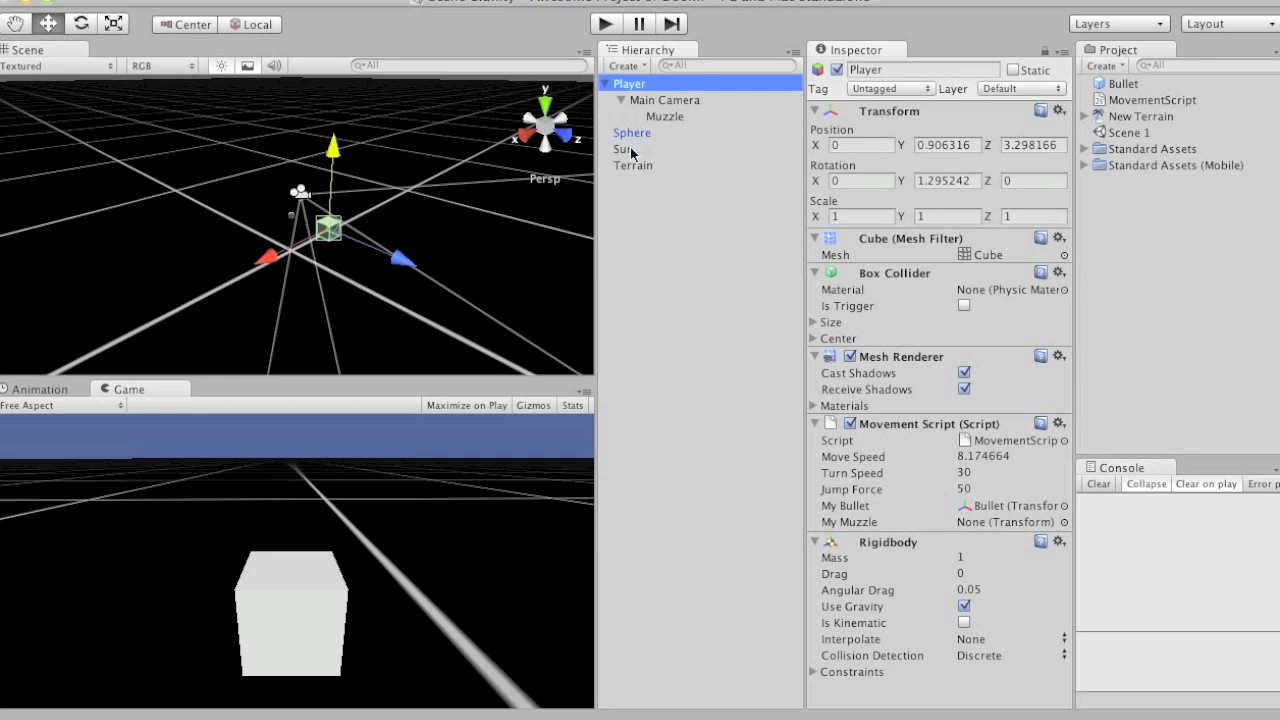 Center
Local
Layers
Layout
Scene
Textured
RGB
All
y
x
z
Persp
Animation
Game
Free Aspect
Maximize on Play
Gizmos
Stats
Hierarchy
Create
All
Player
Main Camera
Muzzle
Sphere
Terrain
Inspector
Player
Static
Tag
Untagged
Layer
Default
Transform
Position
X 0 Y 0.906316 Z 3.298166
Rotation
X 0 Y 1.295242 Z 0
Scale
X 1 Y 1 Z 1
Cube (Mesh Filter)
Mesh Cube
Box Collider
Material None (Physic Mater
Is Trigger
Size
Center
Mesh Renderer
Cast Shadows
Receive Shadows
Materials
Movement Script (Script)
Script MovementScrip
Move Speed 8.174664
Turn Speed 30
Jump Force 50
My Bullet Bullet (Transfor
My Muzzle None (Transform)
Rigidbody
Mass 1
Drag 0
Angular Drag 0.05
Use Gravity
Is Kinematic
Interpolate None
Collision Detection Discrete
Constraints
Project
Create
All
Bullet
MovementScript
New Terrain
Scene 1
Standard Assets
Standard Assets (Mobile)
Console
Clear
Collapse
Clear on play
Error p